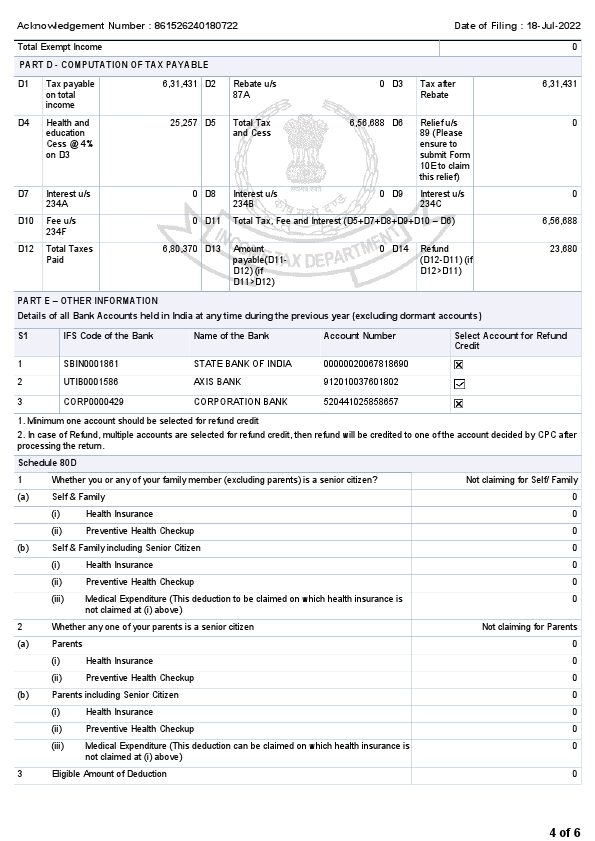 Acknowledgement Number : 861526240180722 Date of Filing : 18-Jul-2022
Total Exempt Income 0
PART D - COMPUTATION OF TAX PAYABLE
D1 Tax payable on total income 6,31,431 D2 Rebate u/s 87A 0 D3 Tax after Rebate 6,31,431
D4 Health and education Cess @ 4% on D3 25,257 D5 Total Tax and Cess 6,56,688 D6 Relief u/s 89 (Please ensure to submit Form 10E to claim this relief) 0
D7 Interest u/s 234A 0 D8 Interest u/s 234B 0 D9 Interest u/s 234C 0
D10 Fee u/s 234F 0 D11 Total Tax, Fee and Interest (D5+D7+D8+D9+D10 – D6) 6,56,688
D12 Total Taxes Paid 6,80,370 D13 Amount payable(D11-D12) (if D11>D12) 0 D14 Refund (D12-D11) (if D12>D11) 23,680
सत्यमेव जयते
INCOME TAX DEPARTMENT
PART E – OTHER INFORMATION
Details of all Bank Accounts held in India at any time during the previous year (excluding dormant accounts)
S1 IFS Code of the Bank Name of the Bank Account Number Select Account for Refund Credit
1 SBIN0001861 STATE BANK OF INDIA 00000020067818690
2 UTIB0001586 AXIS BANK 912010037601802
3 CORP0000429 CORPORATION BANK 520441025858657
1. Minimum one account should be selected for refund credit
2. In case of Refund, multiple accounts are selected for refund credit, then refund will be credited to one of the account decided by CPC after
processing the return.
Schedule 80D
1 Whether you or any of your family member (excluding parents) is a senior citizen? Not claiming for Self/ Family
(a) Self & Family 0
(i) Health Insurance 0
(ii) Preventive Health Checkup 0
(b) Self & Family including Senior Citizen 0
(i) Health Insurance 0
(ii) Preventive Health Checkup 0
(iii) Medical Expenditure (This deduction to be claimed on which health insurance is 0
not claimed at (i) above)
2 Whether any one of your parents is a senior citizen Not claiming for Parents
(a) Parents 0
(i) Health Insurance 0
(ii) Preventive Health Checkup 0
(b) Parents including Senior Citizen 0
(i) Health Insurance 0
(ii) Preventive Health Checkup 0
(iii) Medical Expenditure (This deduction can be claimed on which health insurance is 0
not claimed at (i) above)
3 Eligible Amount of Deduction 0
4 of 6